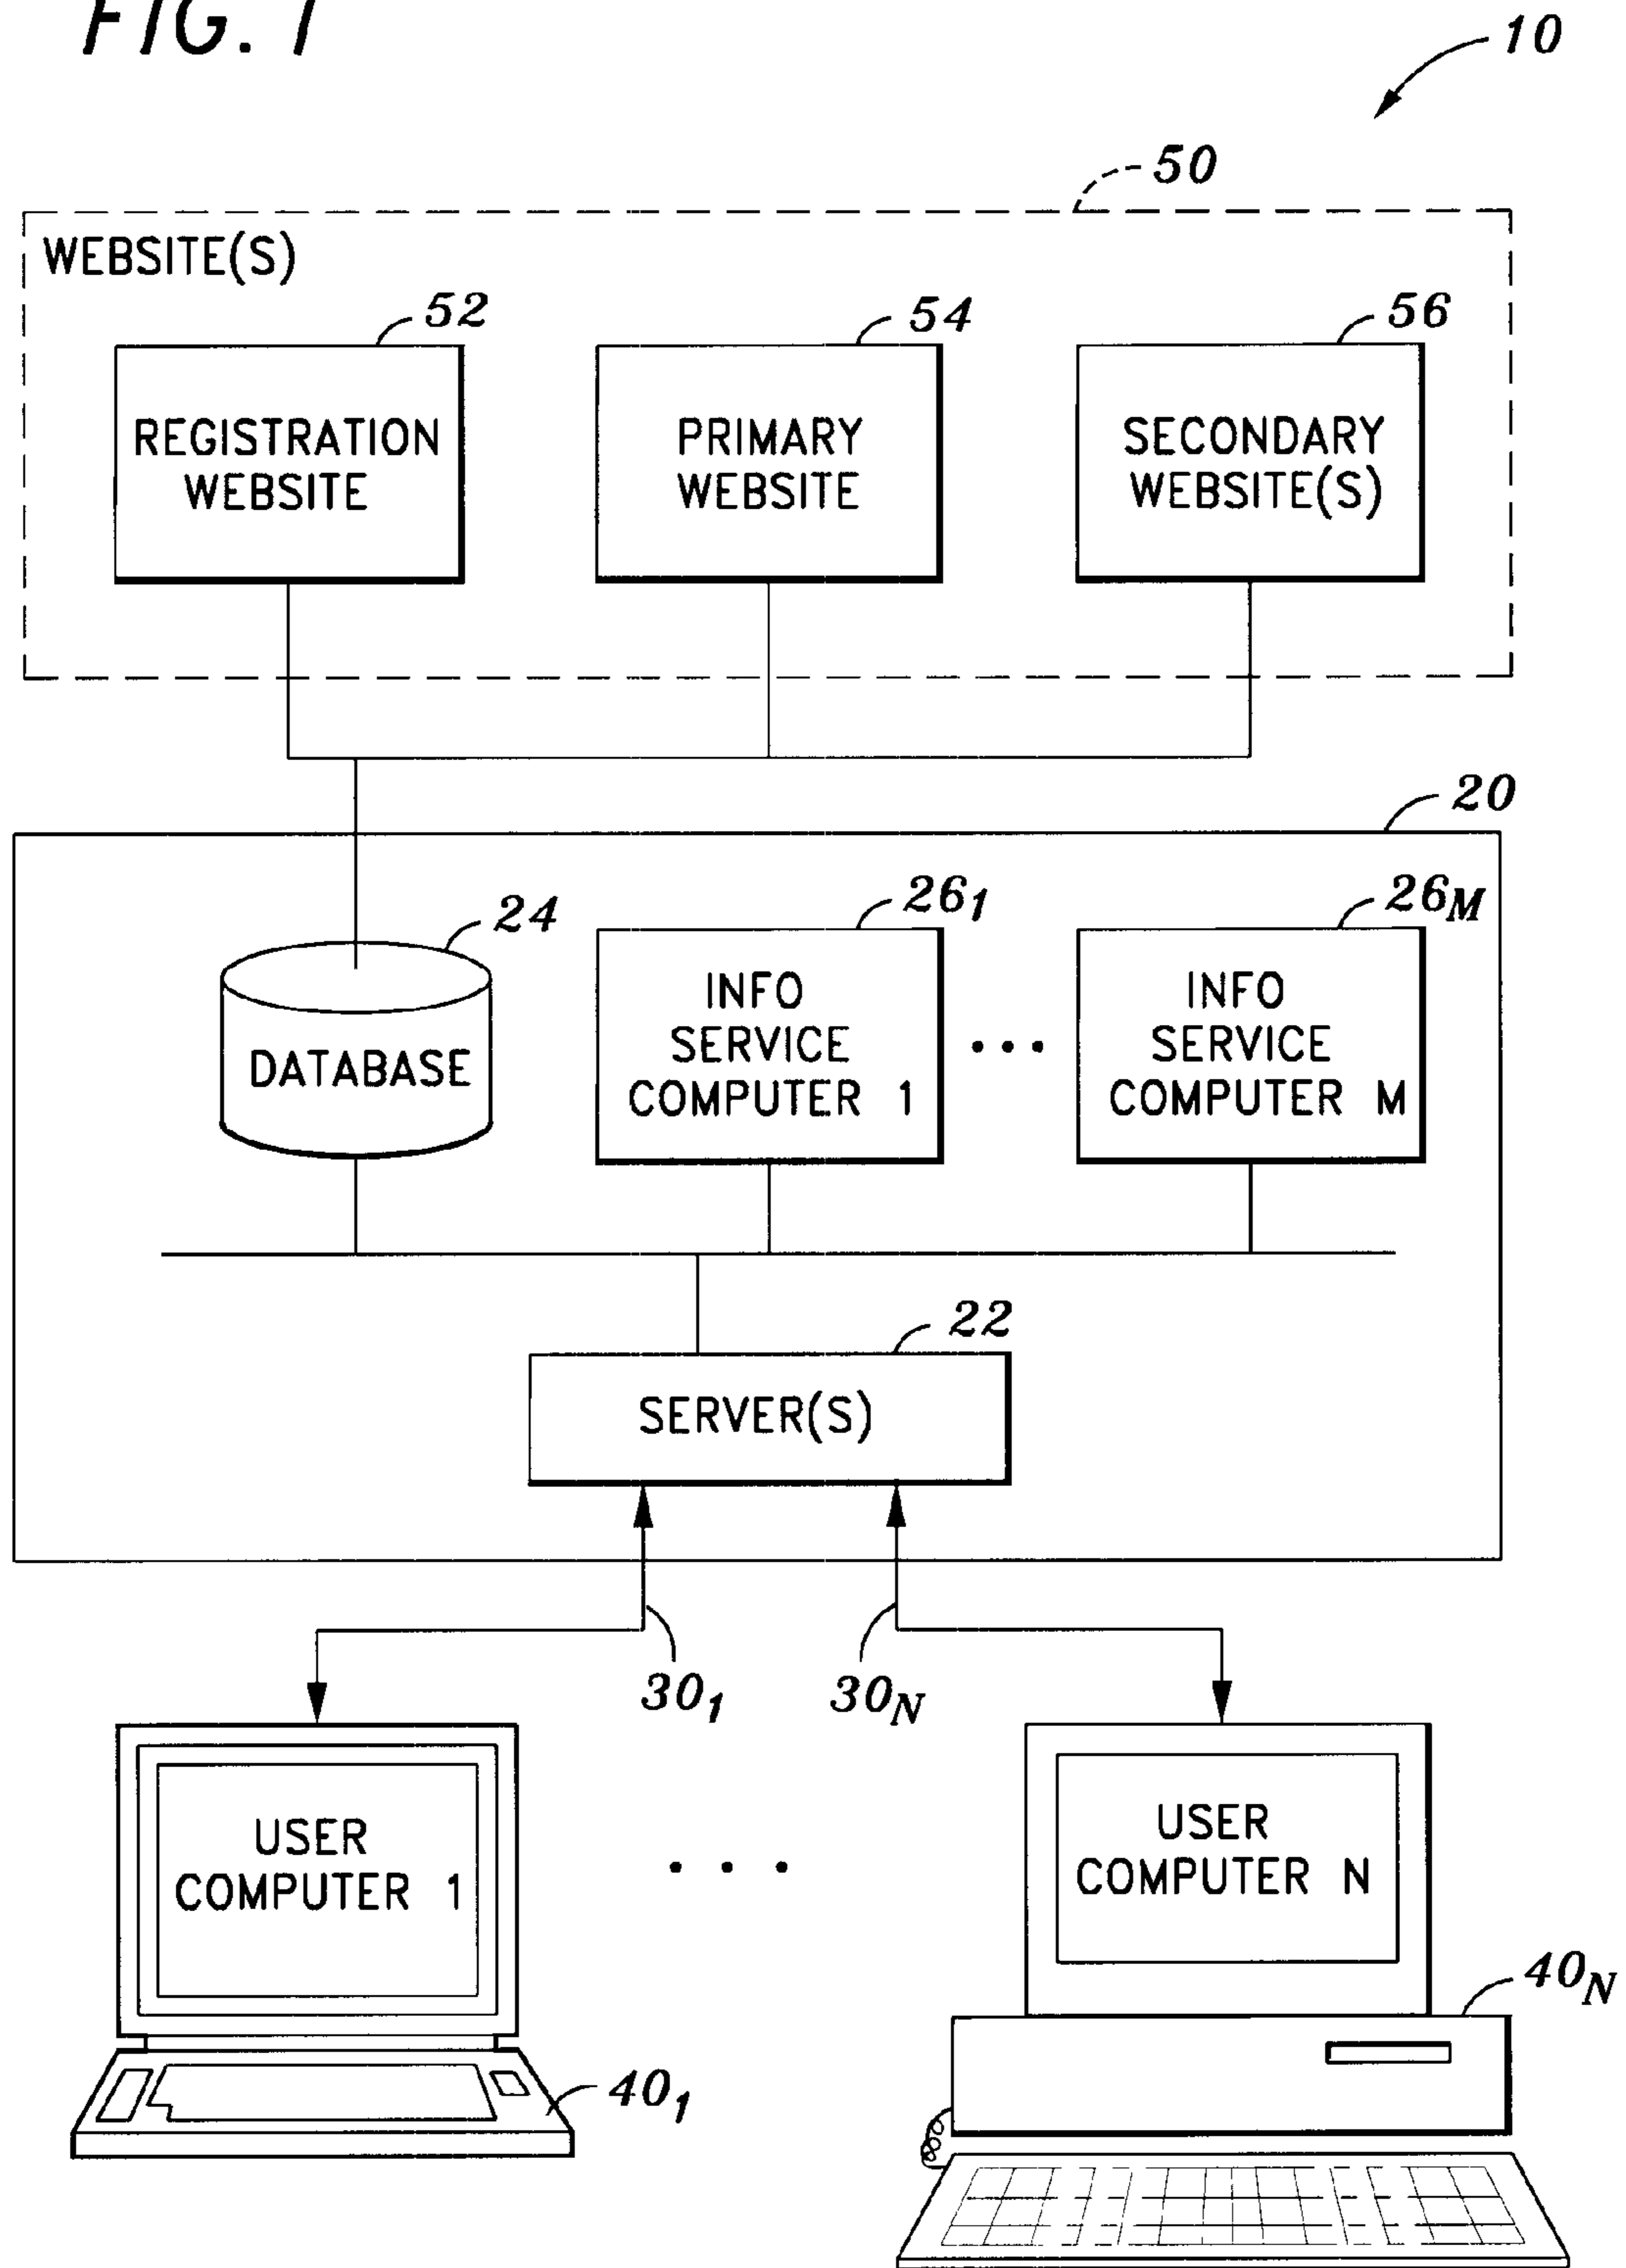 FIG. 1
10
50
WEBSITE(S)
52
54
56
REGISTRATION
WEBSITE
PRIMARY
WEBSITE
SECONDARY
WEBSITE(S)
20
24
26₁
26M
DATABASE
INFO
SERVICE
COMPUTER 1
INFO
SERVICE
COMPUTER M
22
SERVER(S)
30₁
30N
USER
COMPUTER 1
USER
COMPUTER N
40₁
40N